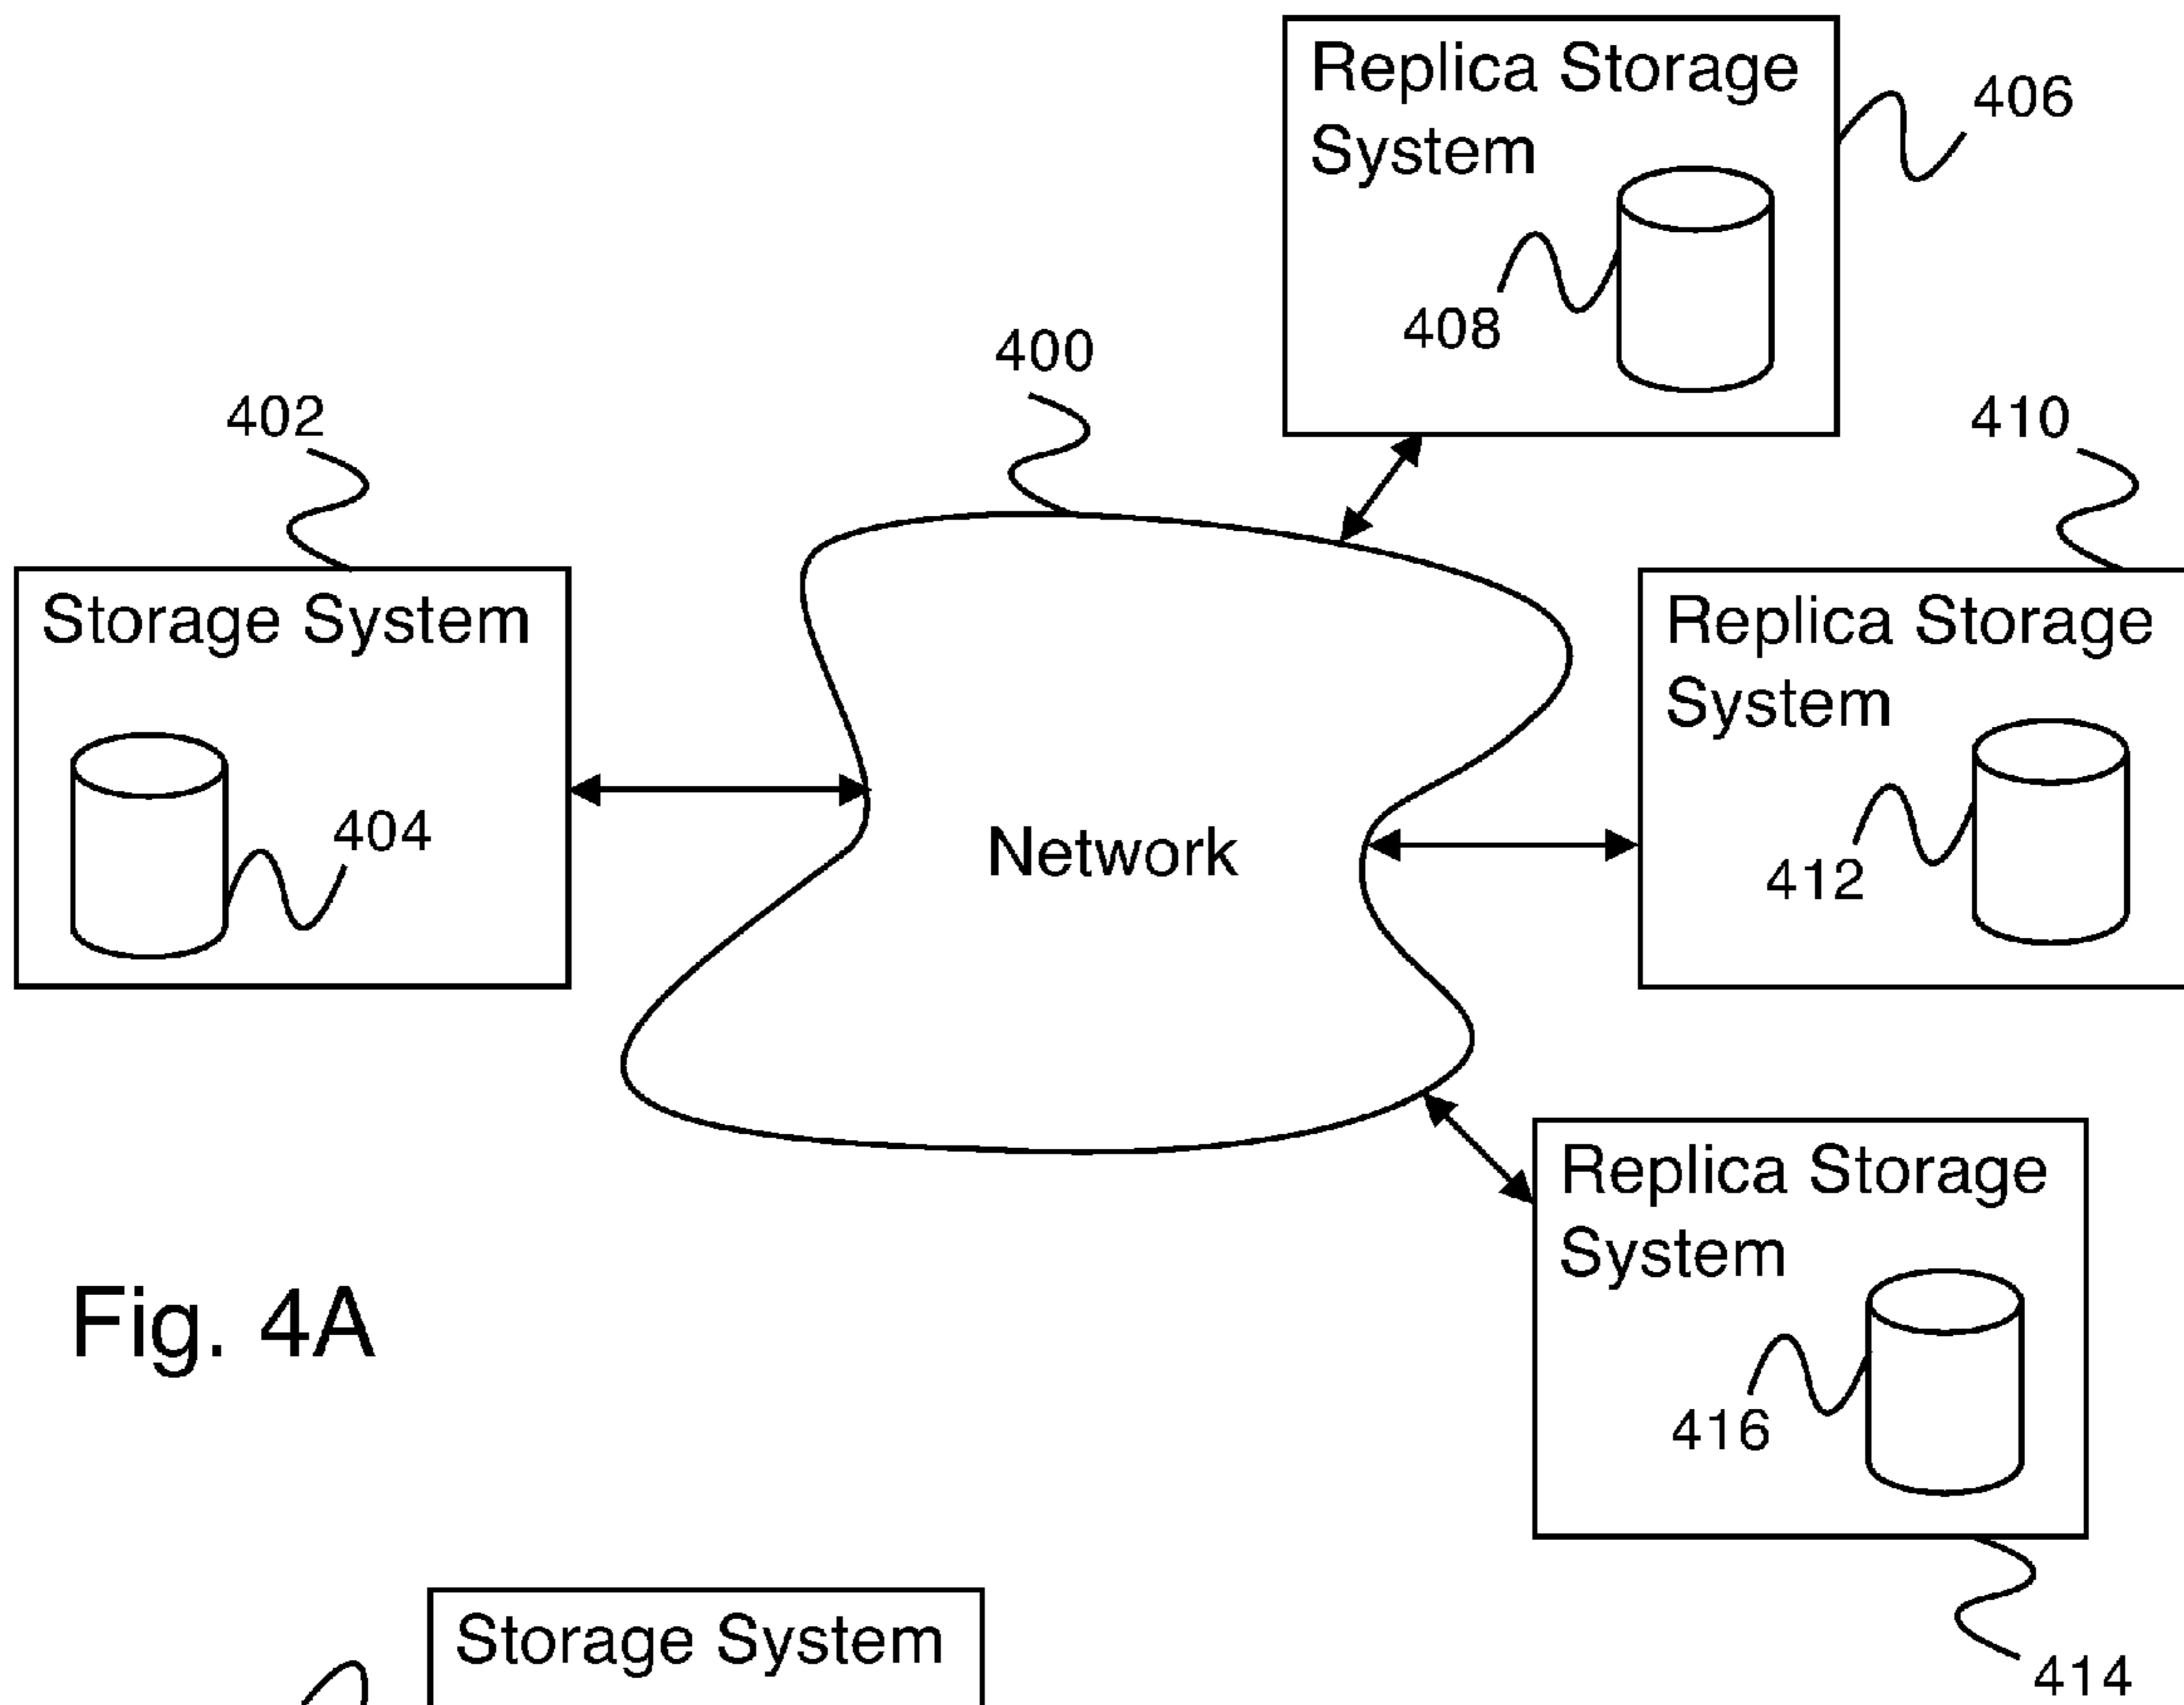 Replica Storage
System
406
408
400
402
410
Storage System
404
Replica Storage
System
412
Network
Replica Storage
System
416
414
Fig. 4A
Storage System